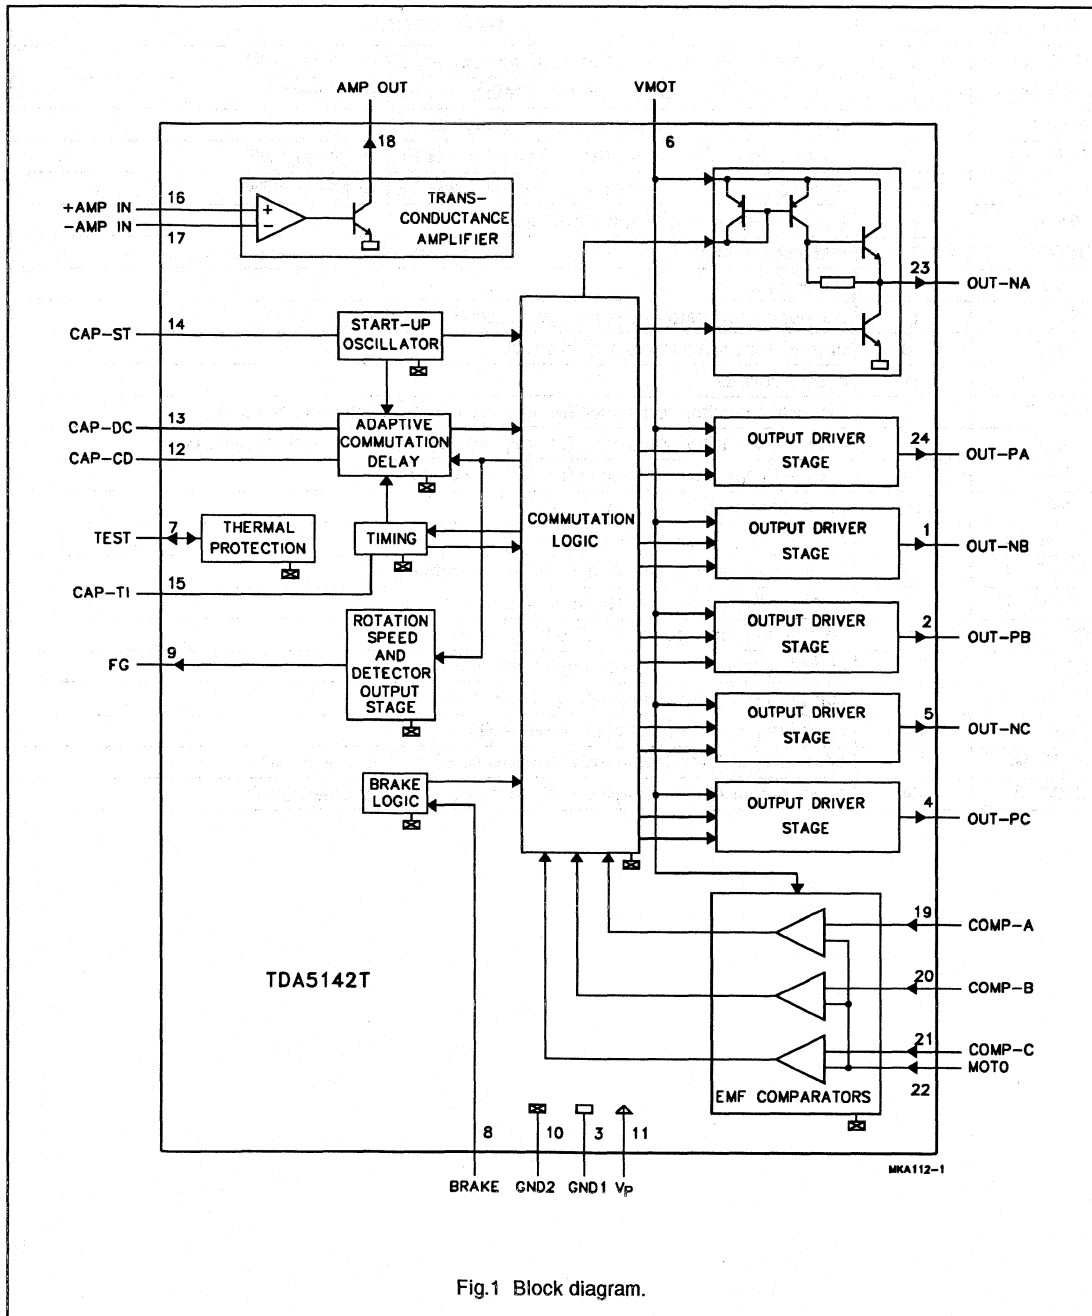 AMP OUT
VMOT
18
6
+AMP IN
16
-AMP IN
17
+
-
TRANS-
CONDUCTANCE
AMPLIFIER
23
OUT-NA
CAP-ST
14
START-UP
OSCILLATOR
CAP-DC
13
CAP-CD
12
ADAPTIVE
COMMUTATION
DELAY
OUTPUT DRIVER
STAGE
24
OUT-PA
TEST
7
THERMAL
PROTECTION
TIMING
COMMUTATION
LOGIC
OUTPUT DRIVER
STAGE
1
OUT-NB
CAP-TI
15
ROTATION
SPEED
AND
DETECTOR
OUTPUT
STAGE
FG
9
OUTPUT DRIVER
STAGE
2
OUT-PB
OUTPUT DRIVER
STAGE
5
OUT-NC
BRAKE
LOGIC
OUTPUT DRIVER
STAGE
4
OUT-PC
19
COMP-A
TDA5142T
20
COMP-B
21
COMP-C
MOT0
22
EMF COMPARATORS
8
10
3
11
BRAKE
GND2
GND1
VP
MKA112-1
Fig.1 Block diagram.